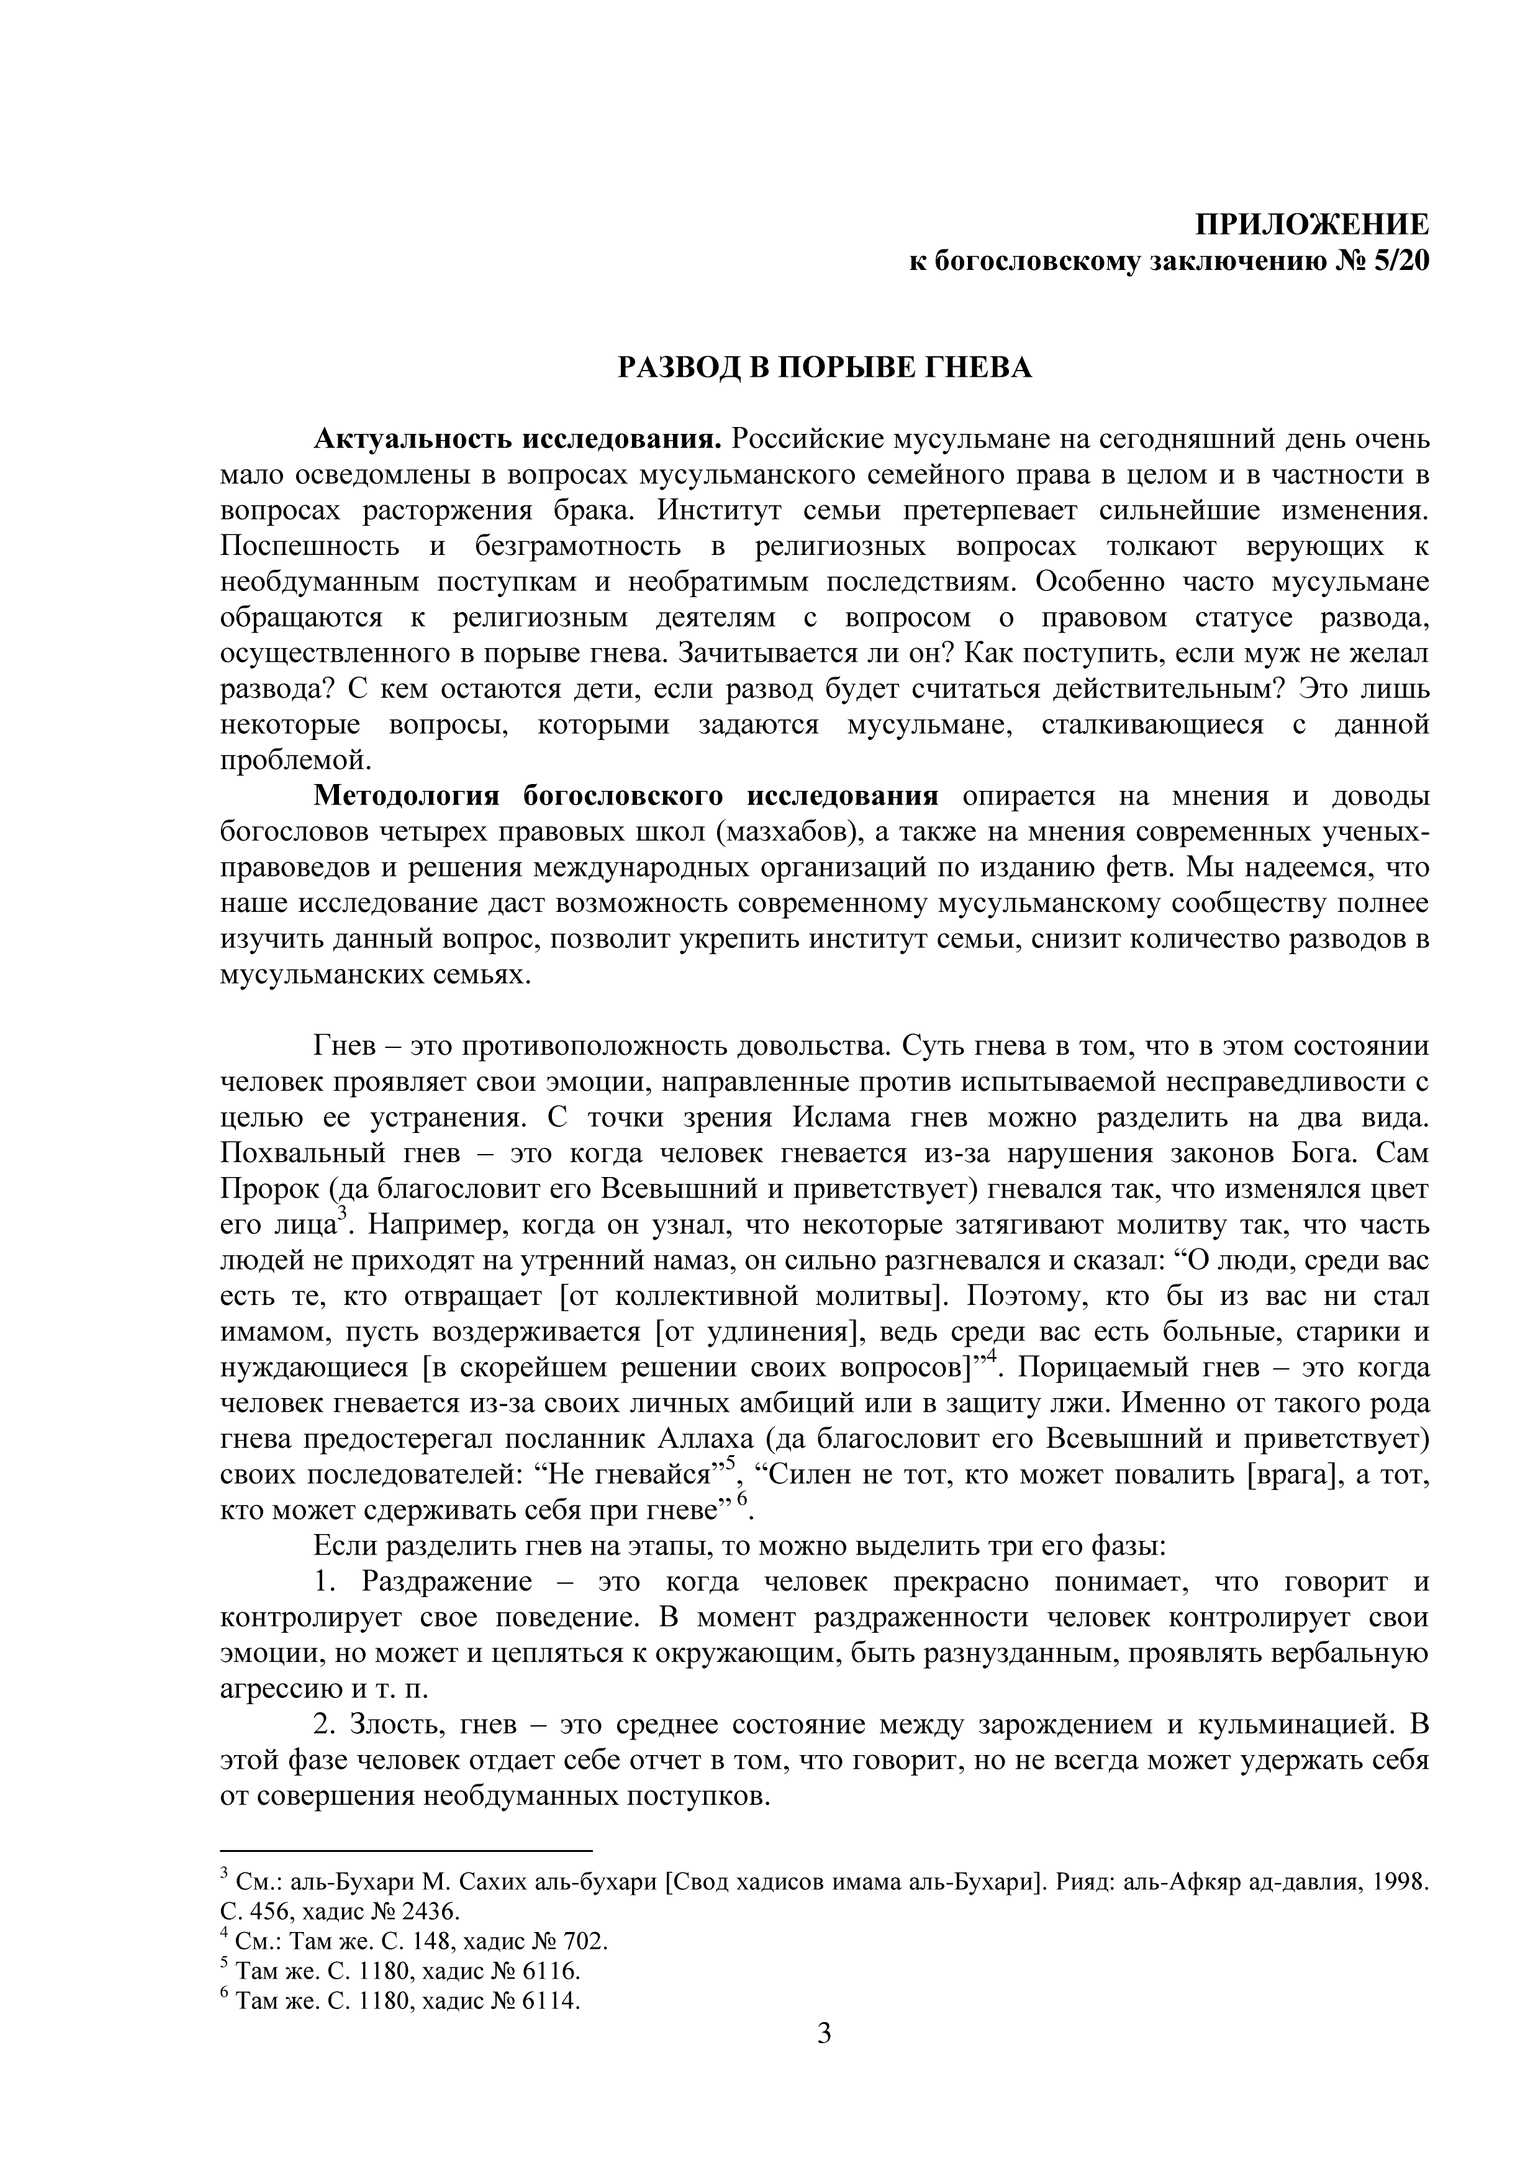 ПРИЛОЖЕНИЕ
к богословскому заключению № 5/20
РАЗВОД В ПОРЫВЕ ГНЕВА
Актуальность исследования. Российские мусульмане на сегодняшний день очень
мало осведомлены в вопросах мусульманского семейного права в целом и в частности в
вопросах расторжения брака. Институт семьи претерпевает сильнейшие изменения.
Поспешность и безграмотность в религиозных вопросах толкают верующих к
необдуманным поступкам и необратимым последствиям. Особенно часто мусульмане
обращаются к религиозным деятелям с вопросом о правовом статусе развода,
осуществленного в порыве гнева. Зачитывается ли он? Как поступить, если муж не желал
развода? С кем остаются дети, если развод будет считаться действительным? Это лишь
некоторые вопросы, которыми задаются мусульмане, сталкивающиеся с данной
проблемой.
Методология богословского исследования опирается на мнения и доводы
богословов четырех правовых школ (мазхабов), а также на мнения современных ученых-
правоведов и решения международных организаций по изданию фетв. Мы надеемся, что
наше исследование даст возможность современному мусульманскому сообществу полнее
изучить данный вопрос, позволит укрепить институт семьи, снизит количество разводов в
мусульманских семьях.
Гнев – это противоположность довольства. Суть гнева в том, что в этом состоянии
человек проявляет свои эмоции, направленные против испытываемой несправедливости с
целью ее устранения. С точки зрения Ислама гнев можно разделить на два вида.
Похвальный гнев – это когда человек гневается из-за нарушения законов Бога. Сам
Пророк (да благословит его Всевышний и приветствует) гневался так, что изменялся цвет
его лица3. Например, когда он узнал, что некоторые затягивают молитву так, что часть
людей не приходят на утренний намаз, он сильно разгневался и сказал: “О люди, среди вас
есть те, кто отвращает [от коллективной молитвы]. Поэтому, кто бы из вас ни стал
имамом, пусть воздерживается [от удлинения], ведь среди вас есть больные, старики и
нуждающиеся [в скорейшем решении своих вопросов]”4. Порицаемый гнев – это когда
человек гневается из-за своих личных амбиций или в защиту лжи. Именно от такого рода
гнева предостерегал посланник Аллаха (да благословит его Всевышний и приветствует)
своих последователей: “Не гневайся”5, “Силен не тот, кто может повалить [врага], а тот,
кто может сдерживать себя при гневе” 6.
Если разделить гнев на этапы, то можно выделить три его фазы:
1. Раздражение – это когда человек прекрасно понимает, что говорит и
контролирует свое поведение. В момент раздраженности человек контролирует свои
эмоции, но может и цепляться к окружающим, быть разнузданным, проявлять вербальную
агрессию и т. п.
2. Злость, гнев – это среднее состояние между зарождением и кульминацией. В
этой фазе человек отдает себе отчет в том, что говорит, но не всегда может удержать себя
от совершения необдуманных поступков.
3 См.: аль-Бухари М. Сахих аль-бухари [Свод хадисов имама аль-Бухари]. Рияд: аль-Афкяр ад-давлия, 1998.
С. 456, хадис № 2436.
4 См.: Там же. С. 148, хадис № 702.
5 Там же. С. 1180, хадис № 6116.
6 Там же. С. 1180, хадис № 6114.
3